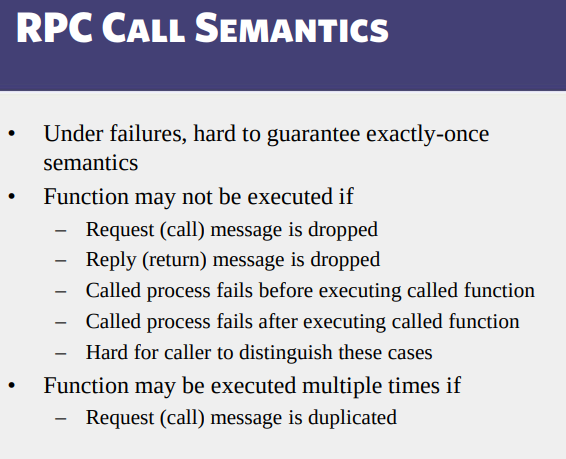 RPC CALL SEMANTICS
• Under failures, hard to guarantee exactly-once
semantics
• Function may not be executed if
– Request (call) message is dropped
– Reply (return) message is dropped
– Called process fails before executing called function
– Called process fails after executing called function
– Hard for caller to distinguish these cases
• Function may be executed multiple times if
– Request (call) message is duplicated